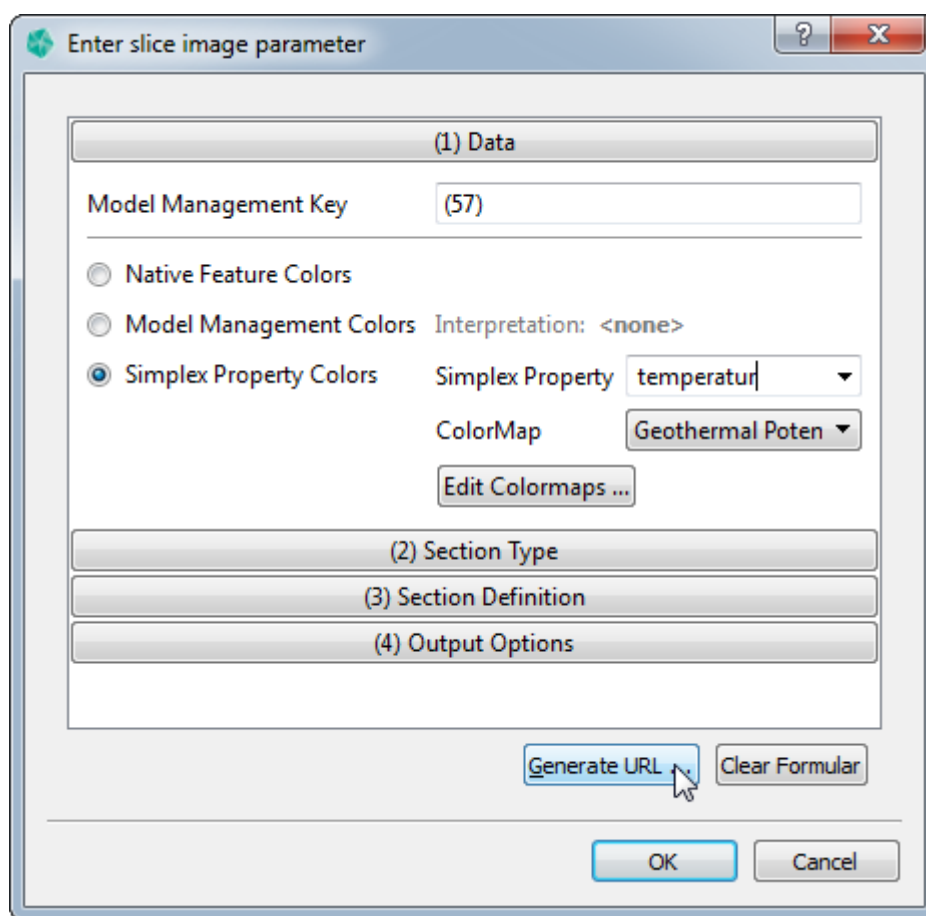 Enter slice image parameter
(1) Data
Model Management Key (57)
Native Feature Colors
Model Management Colors Interpretation: <none>
Simplex Property Colors Simplex Property temperatur
ColorMap Geothermal Poten
Edit Colormaps ...
(2) Section Type
(3) Section Definition
(4) Output Options
Generate URL ... Clear Formular
OK Cancel